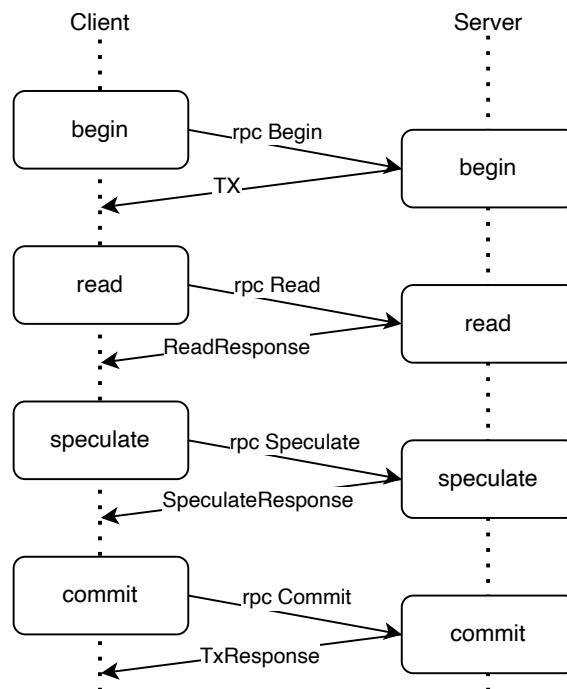 Client
Server
begin
rpc Begin
begin
TX
read
rpc Read
read
ReadResponse
speculate
rpc Speculate
speculate
SpeculateResponse
commit
rpc Commit
commit
TxResponse